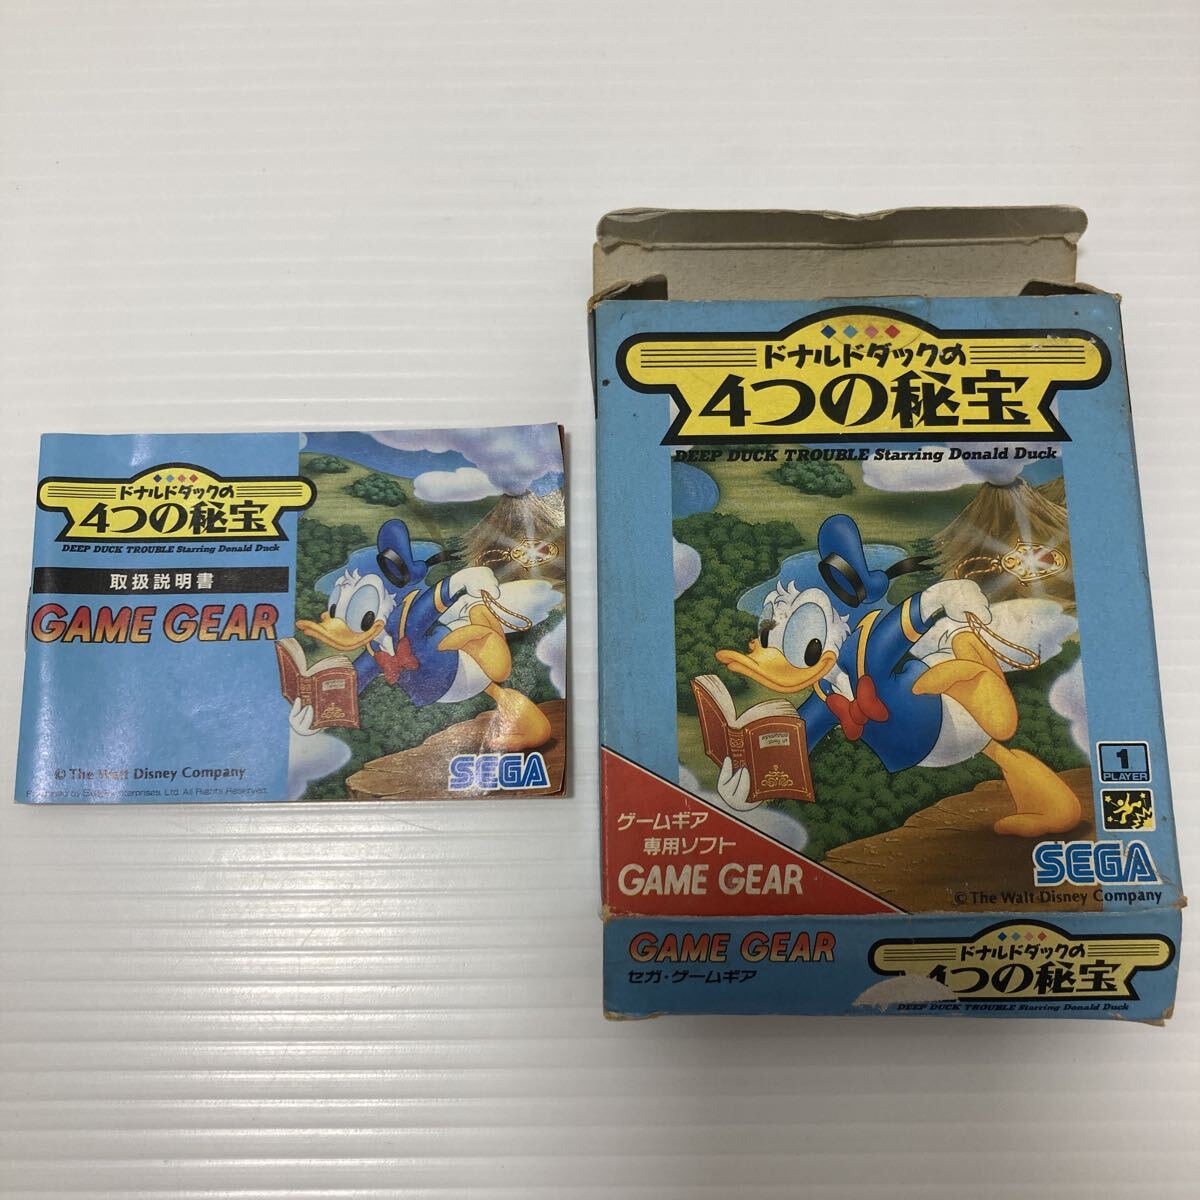 ドナルドダックの
4つの秘宝
DEEP DUCK TROUBLE Starring Donald Duck
取扱説明書
GAME GEAR
© The Walt Disney Company
Enterprises, Ltd. All Rights Reserved.
SEGA
ドナルドダックの
4つの秘宝
DEEP DUCK TROUBLE Starring Donald Duck
1
PLAYER
ゲームギア
専用ソフト
GAME GEAR
SEGA
© The Walt Disney Company
GAME GEAR
セガ・ゲームギア
ドナルドダックの
4つの秘宝
DEEP DUCK TROUBLE Starring Donald Duck